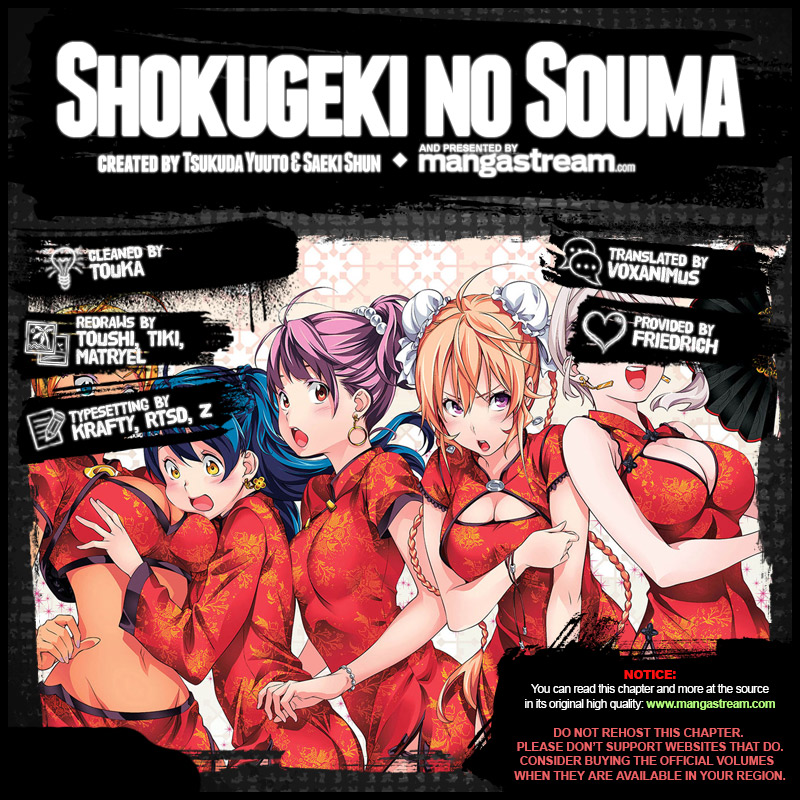 SHOKUGEKI NO SOUMA
CREATED BY TSUKUDA YUUTO & SAEKI SHUN ◆ AND PRESENTED BY mangastream.com
CLEANED BY
TOUKA
REDRAWS BY
TOUSHI, TIKI,
MATRYEL
TYPESETTING BY
KRAFTY, RTSD, Z
TRANSLATED BY
VOXANIMUS
PROVIDED BY
FRIEDRICH
NOTICE:
You can read this chapter and more at the source
in its original high quality: www.mangastream.com
DO NOT REHOST THIS CHAPTER.
PLEASE DON'T SUPPORT WEBSITES THAT DO.
CONSIDER BUYING THE OFFICIAL VOLUMES
WHEN THEY ARE AVAILABLE IN YOUR REGION.